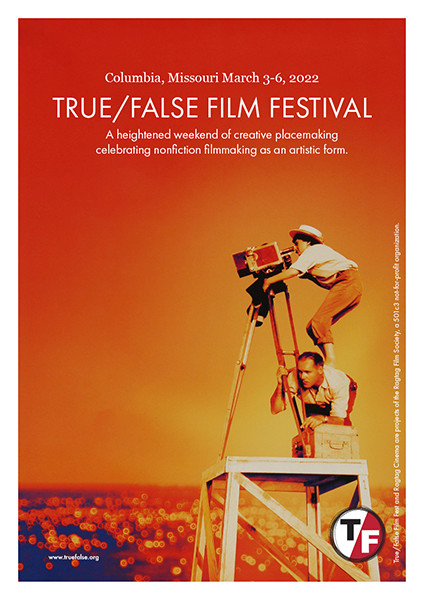 Columbia, Missouri March 3-6, 2022
TRUE/FALSE FILM FESTIVAL
A heightened weekend of creative placemaking
celebrating nonfiction filmmaking as an artistic form.
True/False Film Fest and Ragtag Cinema are projects of the Ragtag Film Society, a 501c3 not-for-profit organization.
www.truefalse.org
TF